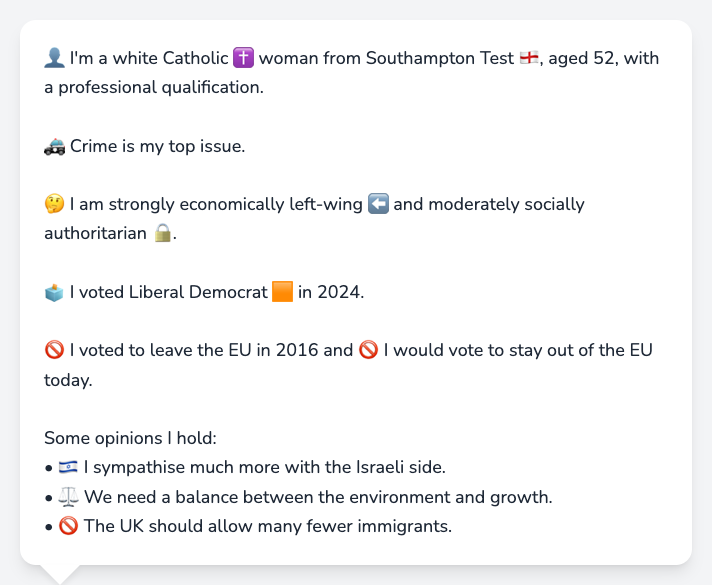 👤 I'm a white Catholic ✝️ woman from Southampton Test 🏴󠁧󠁢󠁥󠁮󠁧󠁿, aged 52, with
a professional qualification.
🚓 Crime is my top issue.
🤔 I am strongly economically left-wing ⬅️ and moderately socially
authoritarian 🔒.
🗳️ I voted Liberal Democrat 🟧 in 2024.
🚫 I voted to leave the EU in 2016 and 🚫 I would vote to stay out of the EU
today.
Some opinions I hold:
• 🇮🇱 I sympathise much more with the Israeli side.
• ⚖️ We need a balance between the environment and growth.
• 🚫 The UK should allow many fewer immigrants.